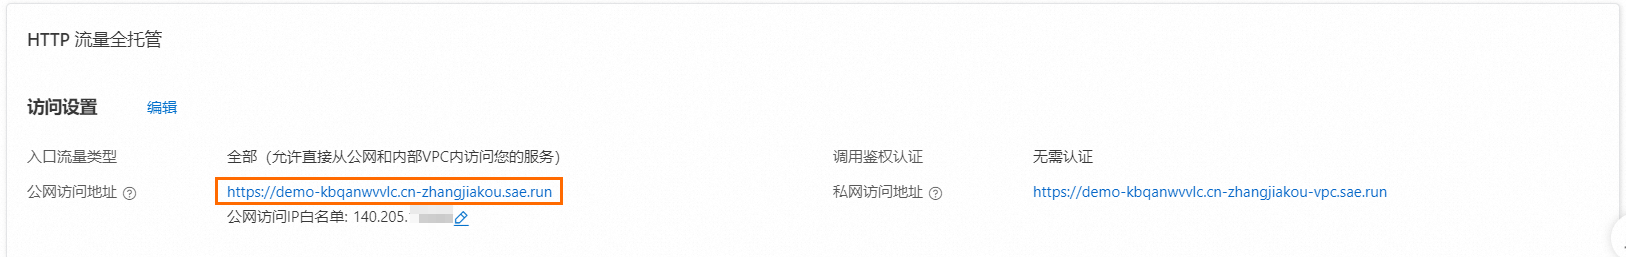 HTTP 流量全托管
访问设置 编辑
入口流量类型 全部（允许直接从公网和内部VPC内访问您的服务） 调用鉴权认证 无需认证
公网访问地址 https://demo-kbqanwvvlc.cn-zhangjiakou.sae.run 私网访问地址 https://demo-kbqanwvvlc.cn-zhangjiakou-vpc.sae.run
公网访问IP白名单: 140.205.